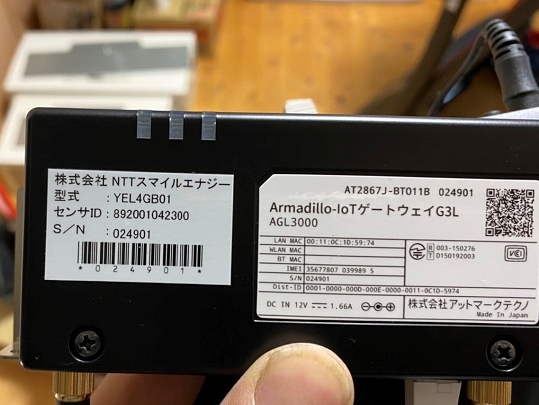 株式会社 NTTスマイルエナジー
型式 : YEL4GB01
センサID : 892001042300
S/N : 024901
*024901*
AT2867J-BT011B 024901
Armadillo-IoTゲートウェイG3L
AGL3000
LAN MAC 00:11:0C:1D:59:74
WLAN MAC
BT MAC
IMEI 35677807 039989 5
S/N 024901
Dist-ID 0001-0000-000D-000E-0000-0011-0C1D-5974
R 003-150276
T D150192003
DC IN 12V 1.66A
株式会社アットマークテクノ
Made In Japan